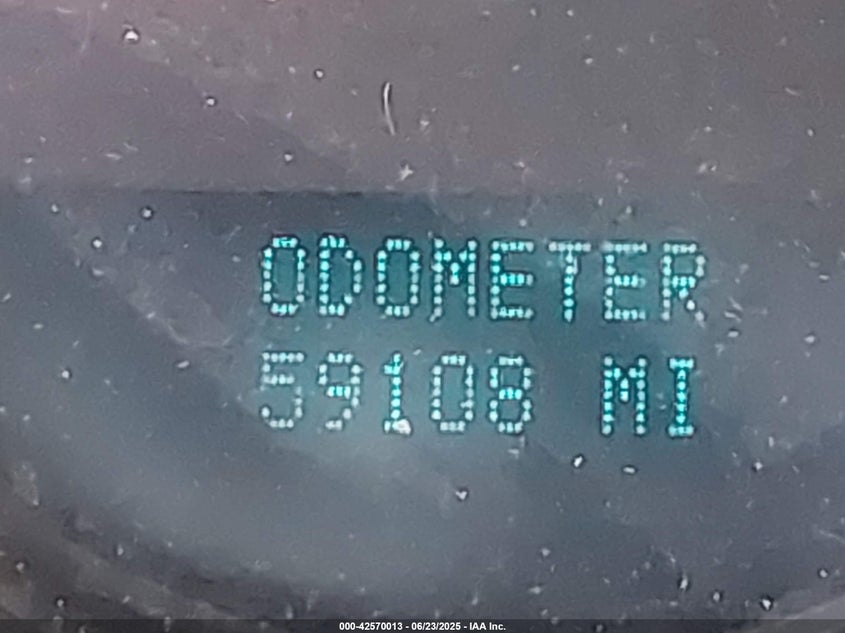 ODOMETER
59108 MI
000-42570013 - 06/23/2025 - IAA Inc.